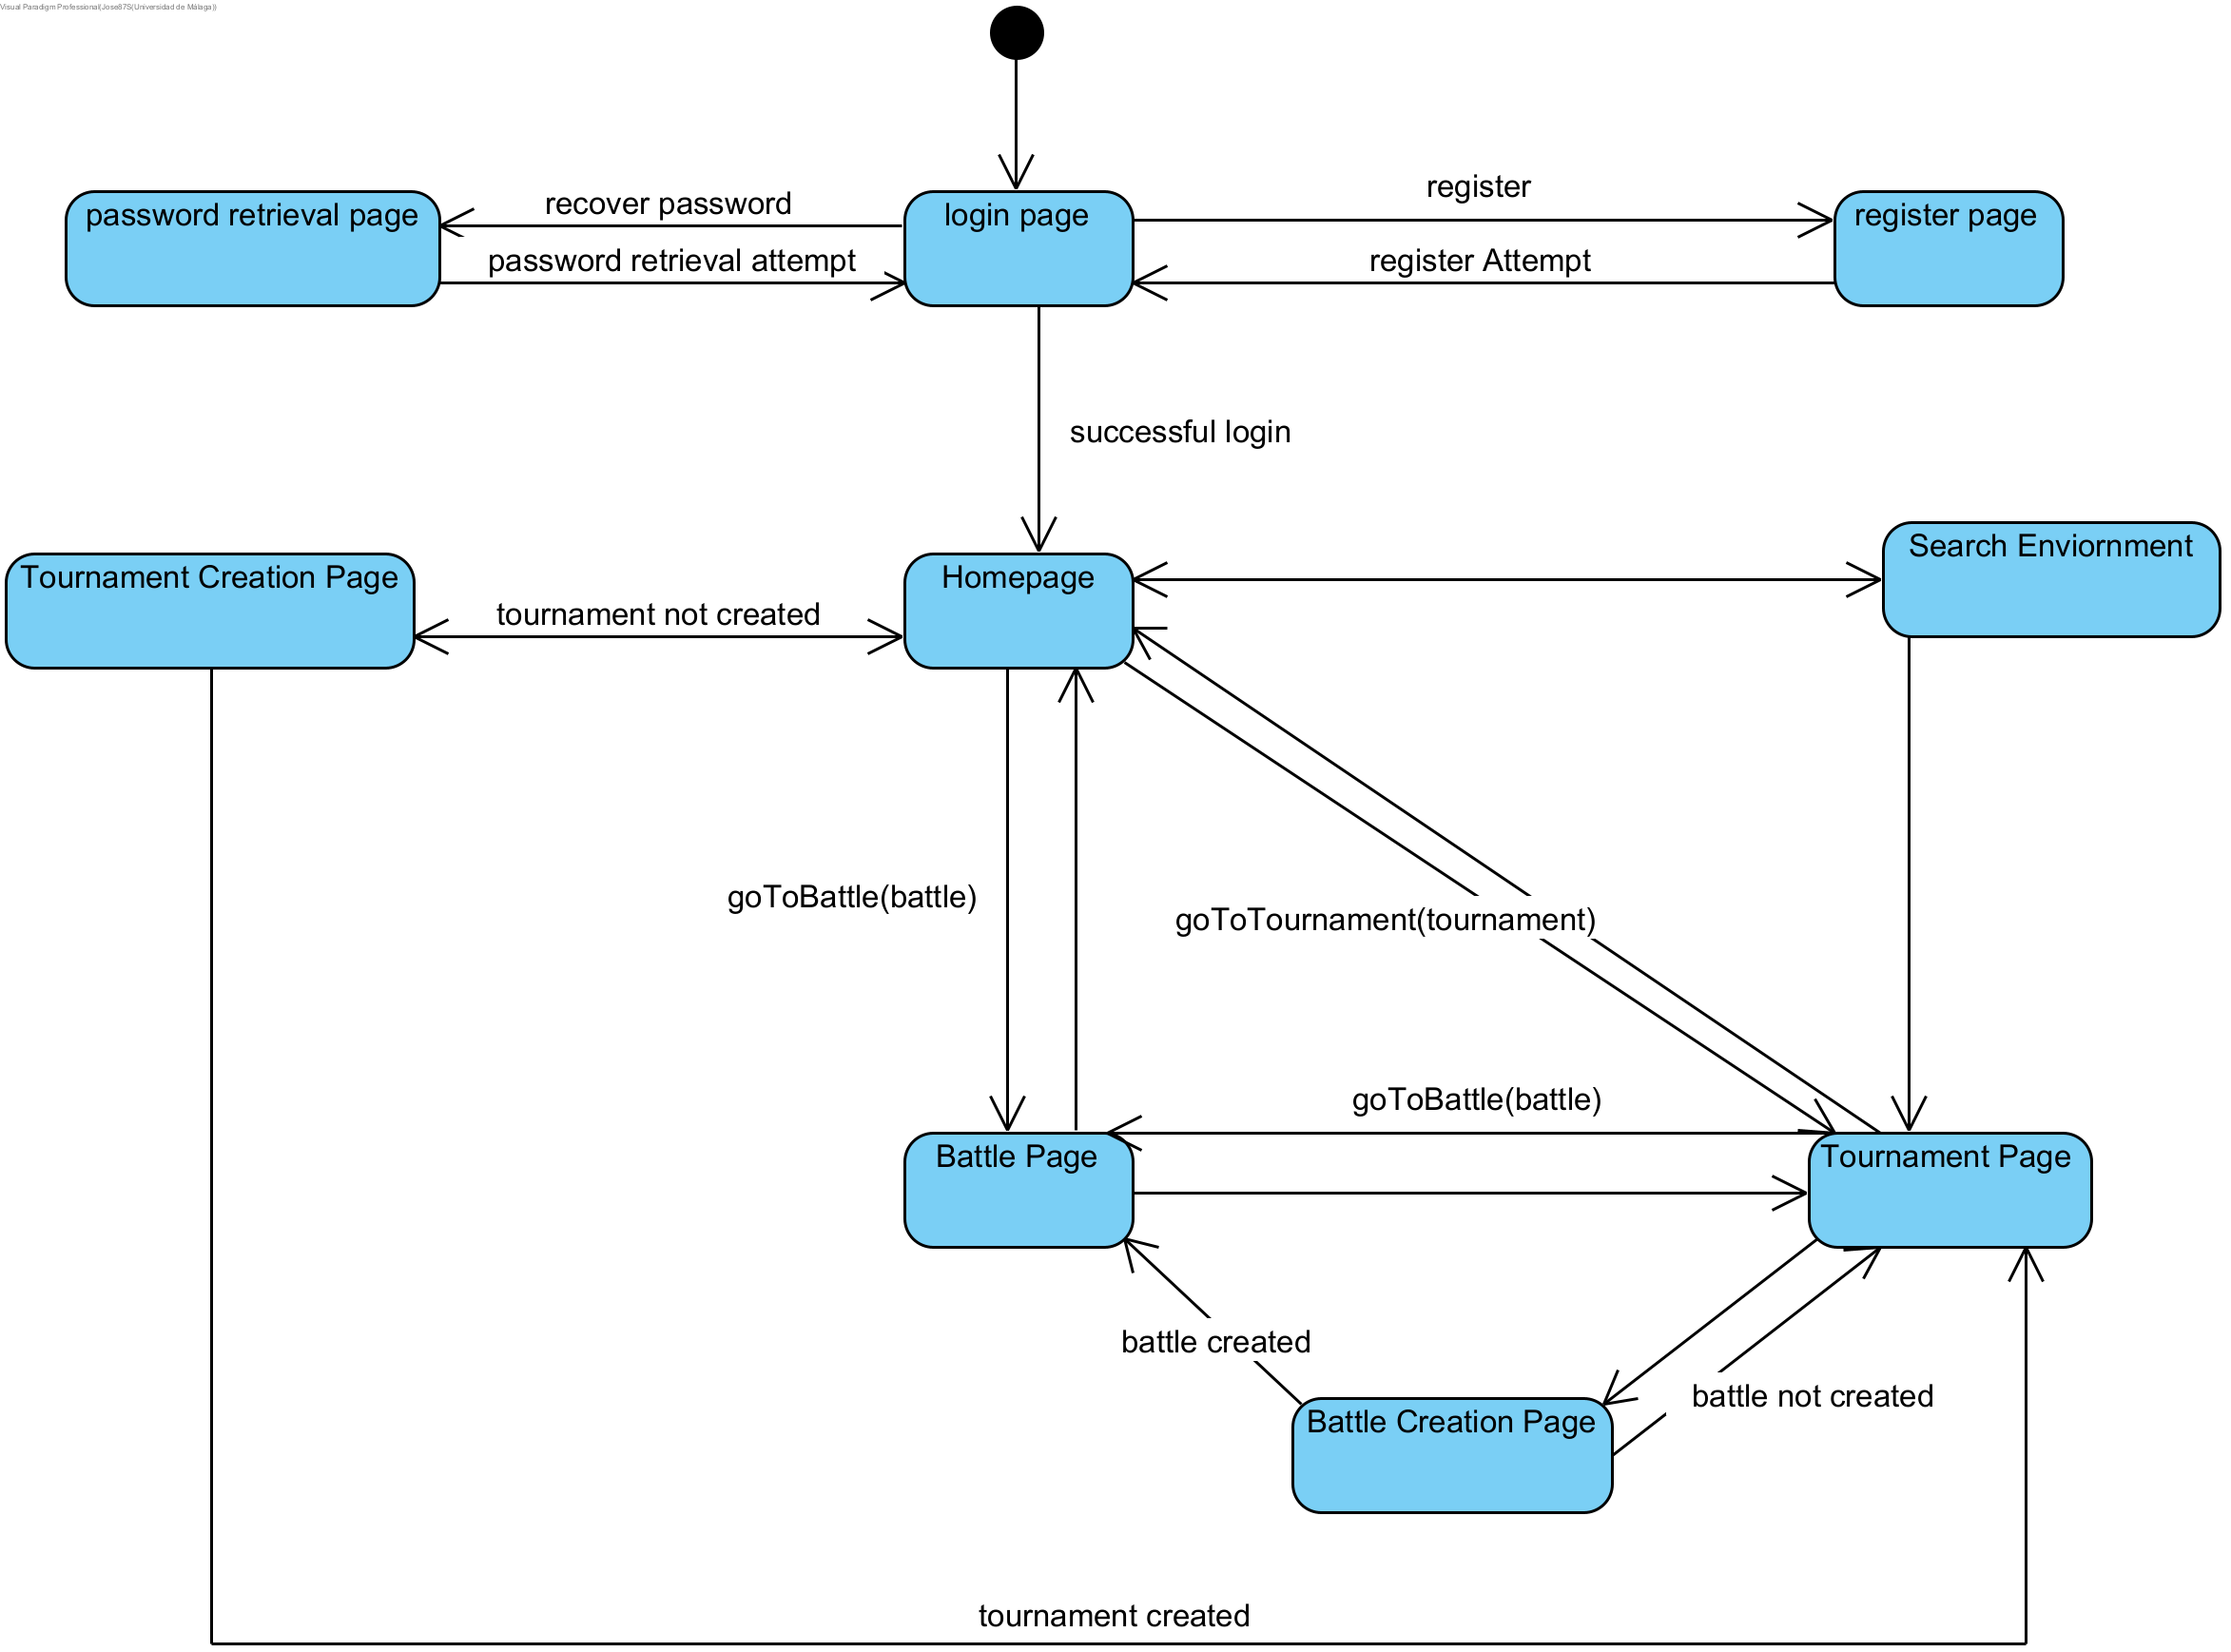 Visual Paradigm Professional(Jose87S(Universidad de Málaga))
recover password
register
password retrieval page
login page
register page
password retrieval attempt
register Attempt
successful login
Search Enviornment
Tournament Creation Page
Homepage
tournament not created
goToBattle(battle)
goToTournament(tournament)
goToBattle(battle)
Battle Page
Tournament Page
battle created
battle not created
Battle Creation Page
tournament created